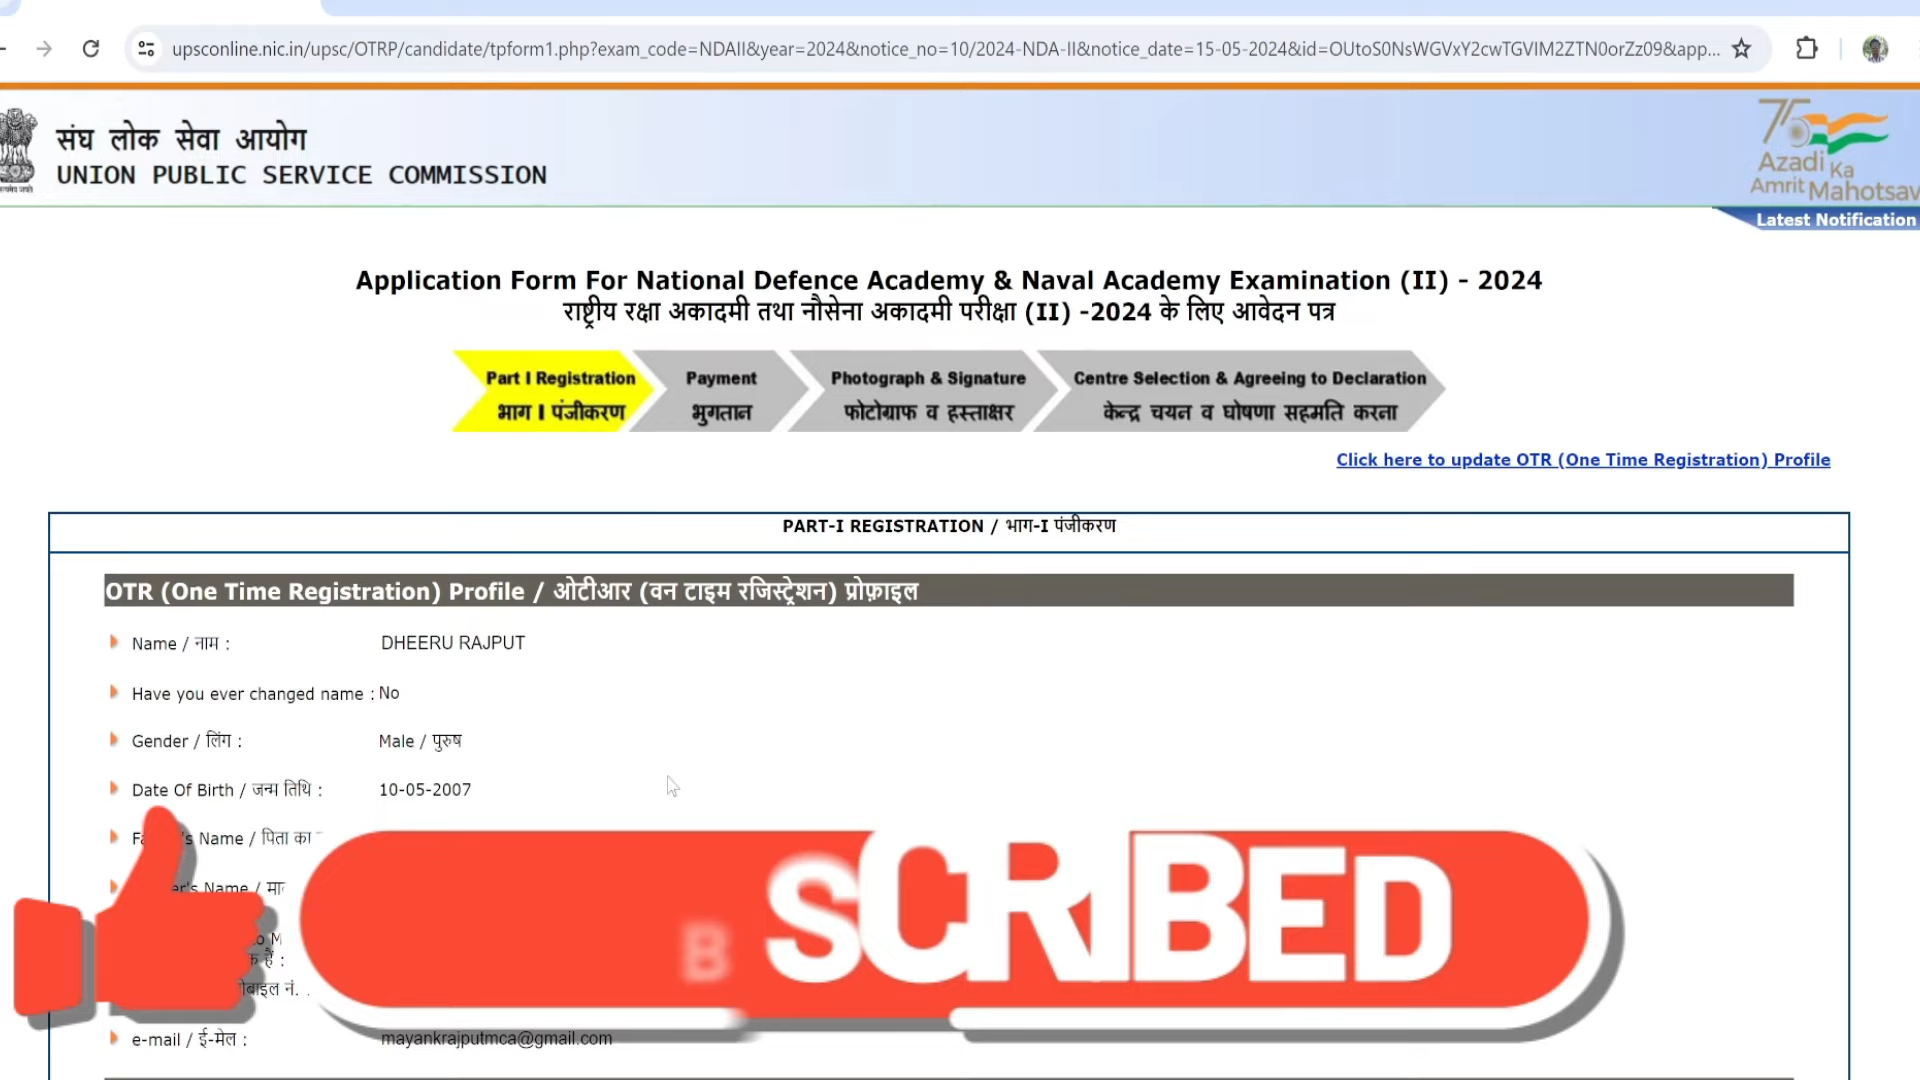 upsconline.nic.in/upsc/OTRP/candidate/tpform1.php?exam_code=NDAII&year=2024&notice_no=10/2024-NDA-II&notice_date=15-05-2024&id=OUtoS0NsWGVxY2cwTGVIM2ZTN0orZz09&app...
संघ लोक सेवा आयोग
UNION PUBLIC SERVICE COMMISSION
75
Azadi Ka
Amrit Mahotsav
Latest Notification
Application Form For National Defence Academy & Naval Academy Examination (II) - 2024
राष्ट्रीय रक्षा अकादमी तथा नौसेना अकादमी परीक्षा (II) -2024 के लिए आवेदन पत्र
Part I Registration
भाग I पंजीकरण
Payment
भुगतान
Photograph & Signature
फोटोग्राफ व हस्ताक्षर
Centre Selection & Agreeing to Declaration
केन्द्र चयन व घोषणा सहमति करना
Click here to update OTR (One Time Registration) Profile
PART-I REGISTRATION / भाग-I पंजीकरण
OTR (One Time Registration) Profile / ओटीआर (वन टाइम रजिस्ट्रेशन) प्रोफ़ाइल
Name / नाम : DHEERU RAJPUT
Have you ever changed name : No
Gender / लिंग : Male / पुरुष
Date Of Birth / जन्म तिथि : 10-05-2007
Name / पिता का
Name /
BSCRIBED
नं.
e-mail / ई-मेल : mayankrajputmca@gmail.com